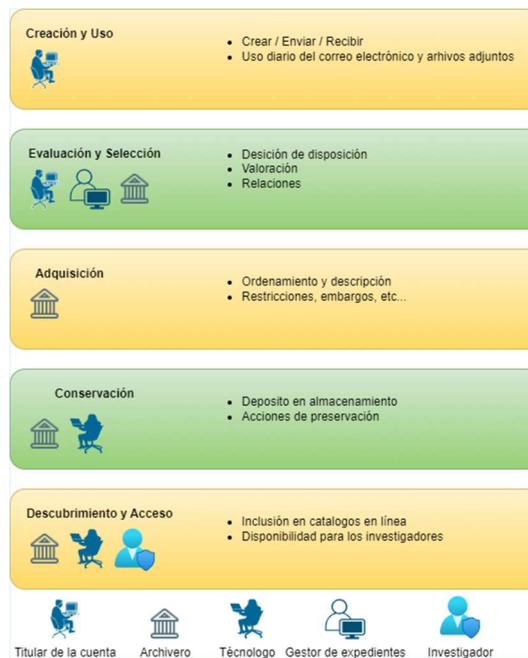 Creación y Uso
• Crear / Enviar / Recibir
• Uso diario del correo electrónico y arhivos adjuntos
Evaluación y Selección
• Desición de disposición
• Valoración
• Relaciones
Adquisición
• Ordenamiento y descripción
• Restricciones, embargos, etc...
Conservación
• Deposito en almacenamiento
• Acciones de preservación
Descubrimiento y Acceso
• Inclusión en catalogos en línea
• Disponibilidad para los investigadores
Titular de la cuenta
Archivero
Técnologo
Gestor de expedientes
Investigador